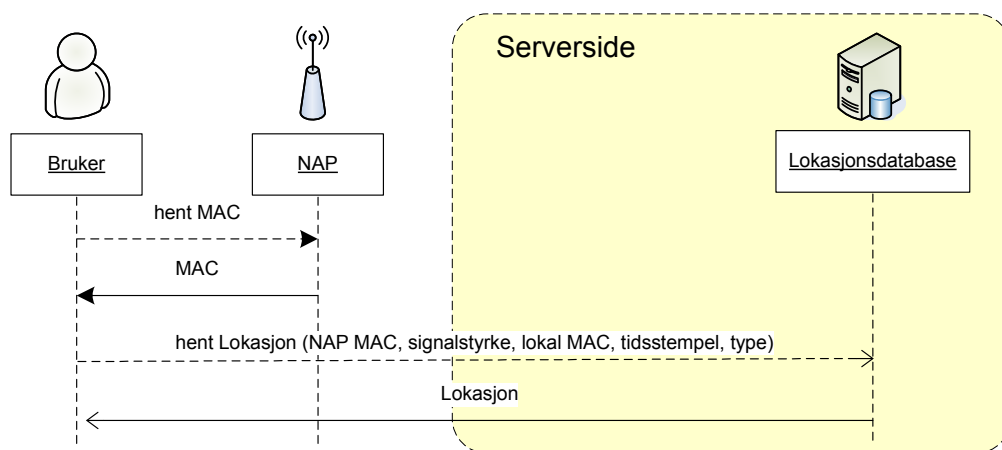 Serverside
Bruker
NAP
Lokasjonsdatabase
hent MAC
MAC
hent Lokasjon (NAP MAC, signalstyrke, lokal MAC, tidsstempel, type)
Lokasjon